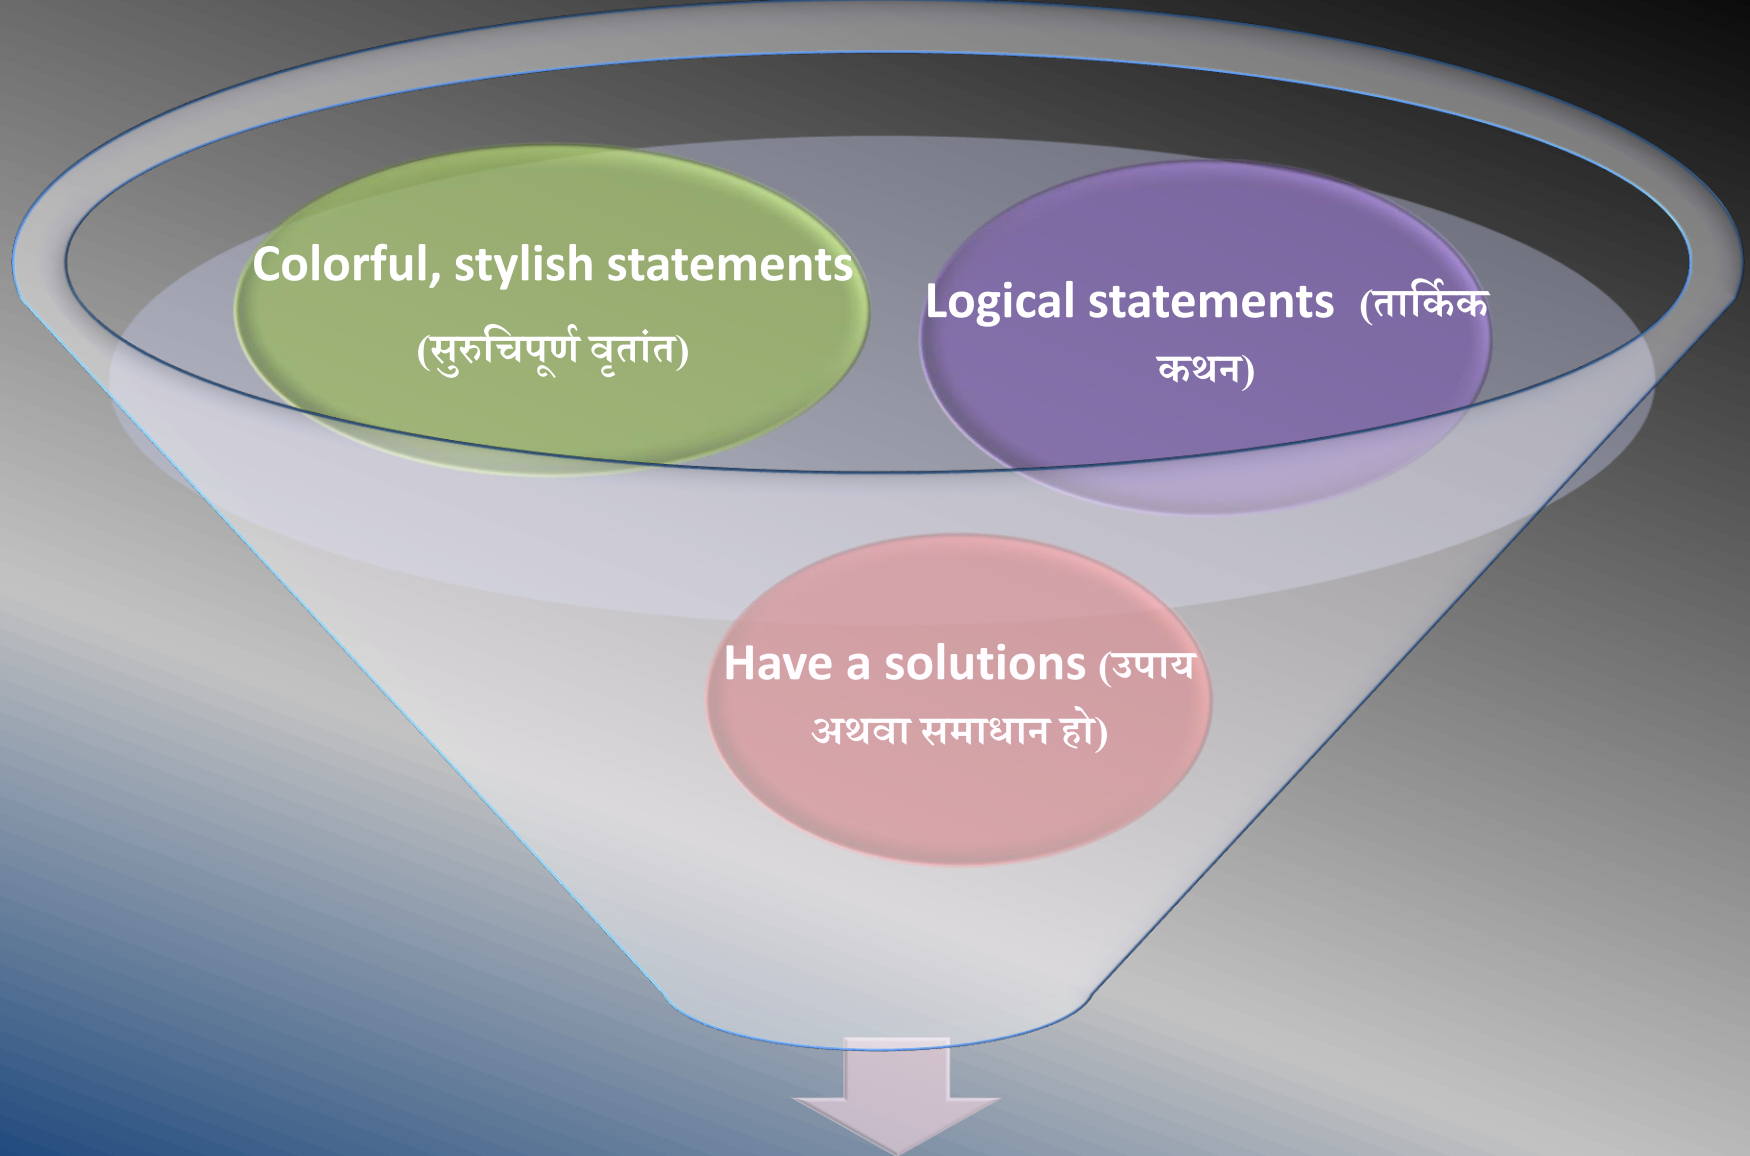 Colorful, stylish statements
(सुरुचिपूर्ण वृतांत)
Logical statements (तार्किक
कथन)
Have a solutions (उपाय
अथवा समाधान हो)